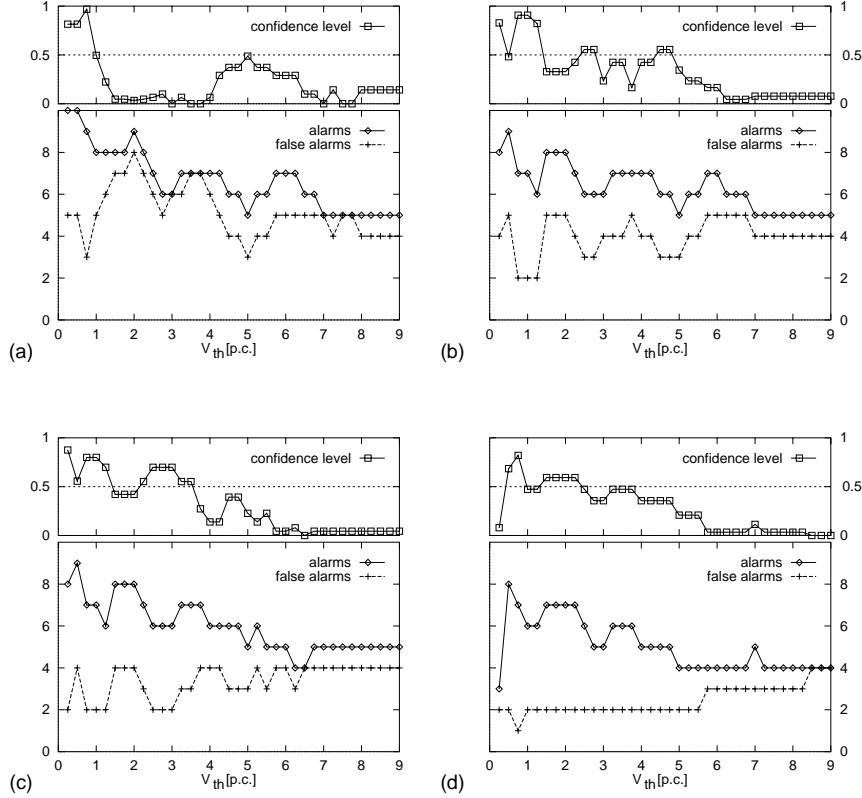 1
0.5
0
confidence level
8
6
4
2
0
alarms
false alarms
0 1 2 3 4 5 6 7 8 9
V_th[p.c.]
(a)
1
0.5
0
confidence level
8
6
4
2
0
alarms
false alarms
0 1 2 3 4 5 6 7 8 9
V_th[p.c.]
(b)
1
0.5
0
confidence level
8
6
4
2
0
alarms
false alarms
0 1 2 3 4 5 6 7 8 9
V_th[p.c.]
(c)
1
0.5
0
confidence level
8
6
4
2
0
alarms
false alarms
0 1 2 3 4 5 6 7 8 9
V_th[p.c.]
(d)